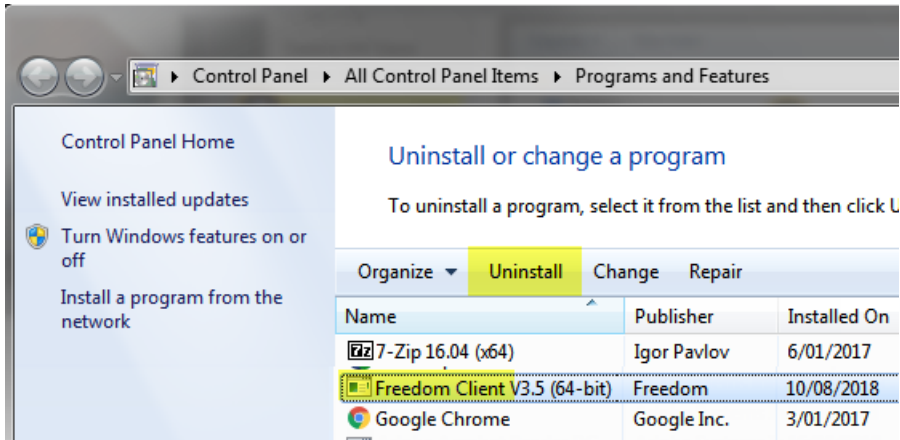 Control Panel ▸ All Control Panel Items ▸ Programs and Features
Control Panel Home
View installed updates
Turn Windows features on or
off
Install a program from the
network
Uninstall or change a program
To uninstall a program, select it from the list and then click
Organize Uninstall Change Repair
Name Publisher Installed On
7-Zip 16.04 (x64) Igor Pavlov 6/01/2017
Freedom Client V3.5 (64-bit) Freedom 10/08/2018
Google Chrome Google Inc. 3/01/2017